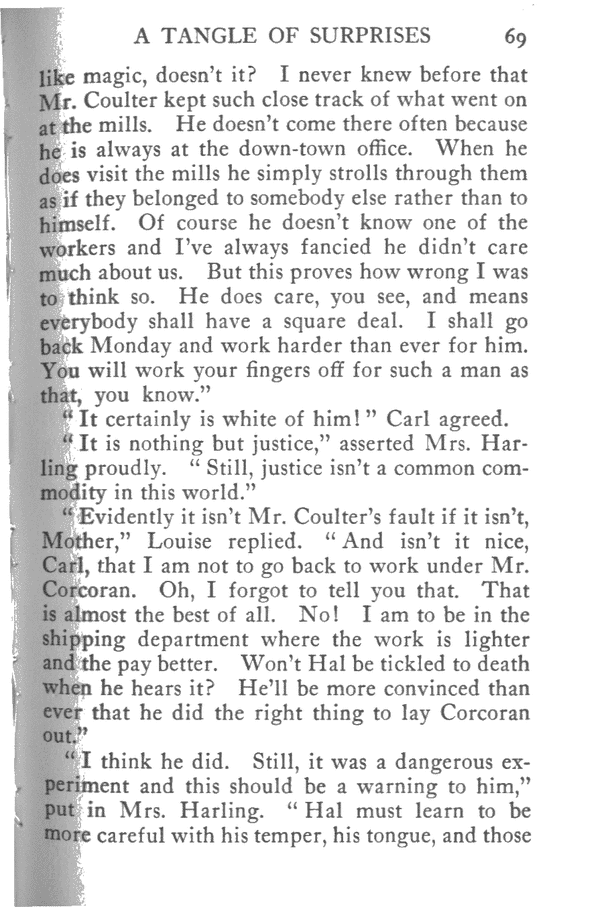 A TANGLE OF SURPRISES 69
like magic, doesn't it? I never knew before that
Mr. Coulter kept such close track of what went on
at the mills. He doesn't come there often because
he is always at the down-town office. When he
does visit the mills he simply strolls through them
as if they belonged to somebody else rather than to
himself. Of course he doesn't know one of the
workers and I've always fancied he didn't care
much about us. But this proves how wrong I was
to think so. He does care, you see, and means
everybody shall have a square deal. I shall go
back Monday and work harder than ever for him.
You will work your fingers off for such a man as
that, you know."
"It certainly is white of him!" Carl agreed.
"It is nothing but justice," asserted Mrs. Har-
ling proudly. "Still, justice isn't a common com-
modity in this world."
"Evidently it isn't Mr. Coulter's fault if it isn't,
Mother," Louise replied. "And isn't it nice,
Carl, that I am not to go back to work under Mr.
Corcoran. Oh, I forgot to tell you that. That
is almost the best of all. No! I am to be in the
shipping department where the work is lighter
and the pay better. Won't Hal be tickled to death
when he hears it? He'll be more convinced than
ever that he did the right thing to lay Corcoran
out."
"I think he did. Still, it was a dangerous ex-
periment and this should be a warning to him,"
put in Mrs. Harling. "Hal must learn to be
more careful with his temper, his tongue, and those